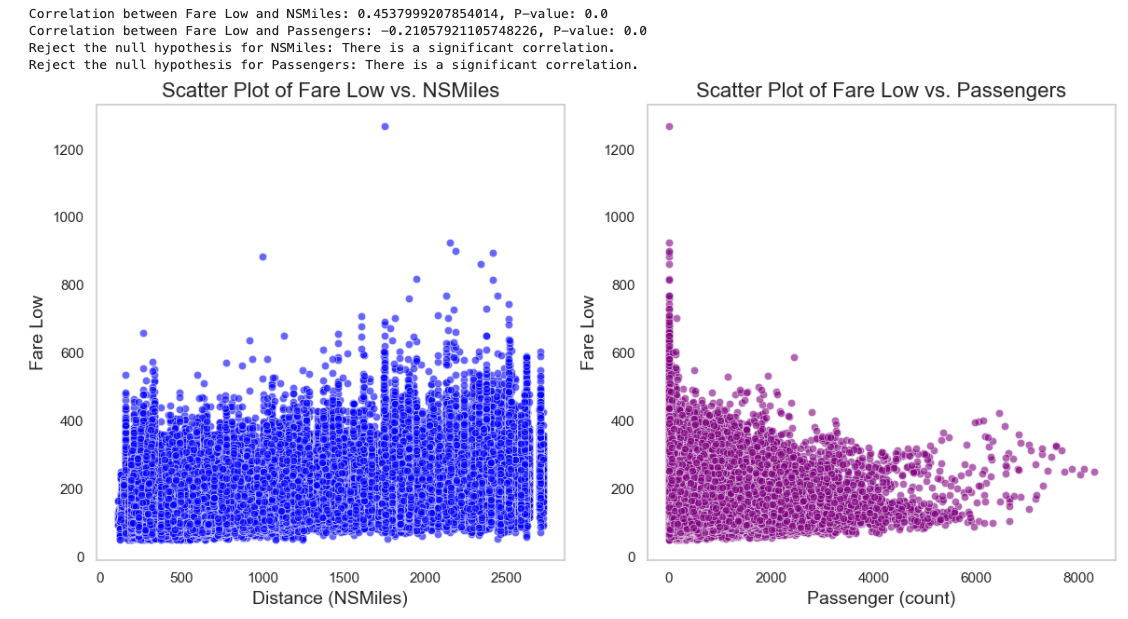 Correlation between Fare Low and NSMiles: 0.4537999207854014, P-value: 0.0
Correlation between Fare Low and Passengers: -0.21057921105748226, P-value: 0.0
Reject the null hypothesis for NSMiles: There is a significant correlation.
Reject the null hypothesis for Passengers: There is a significant correlation.
Scatter Plot of Fare Low vs. NSMiles
1200
1000
800
600
400
200
0
Fare Low
0 500 1000 1500 2000 2500
Distance (NSMiles)
Scatter Plot of Fare Low vs. Passengers
1200
1000
800
600
400
200
0
Fare Low
0 2000 4000 6000 8000
Passenger (count)